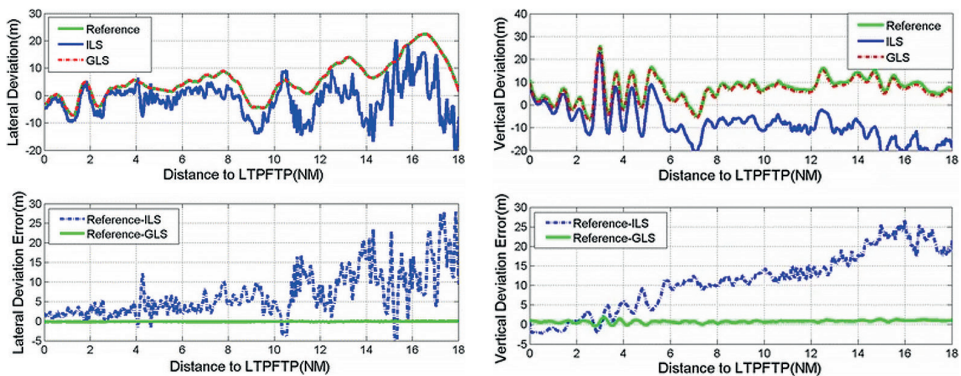 Lateral Deviation(m)
30
20
10
0
-10
-20
Reference
ILS
GLS
0 2 4 6 8 10 12 14 16 18
Distance to LTPFTP(NM)
Vertical Deviation(m)
40
30
20
10
0
-10
-20
Reference
ILS
GLS
0 2 4 6 8 10 12 14 16 18
Distance to LTPFTP(NM)
Lateral Deviation Error(m)
30
25
20
15
10
5
0
-5
Reference-ILS
Reference-GLS
0 2 4 6 8 10 12 14 16 18
Distance to LTPFTP(NM)
Vertical Deviation Error(m)
30
25
20
15
10
5
0
-5
Reference-ILS
Reference-GLS
0 2 4 6 8 10 12 14 16 18
Distance to LTPFTP(NM)